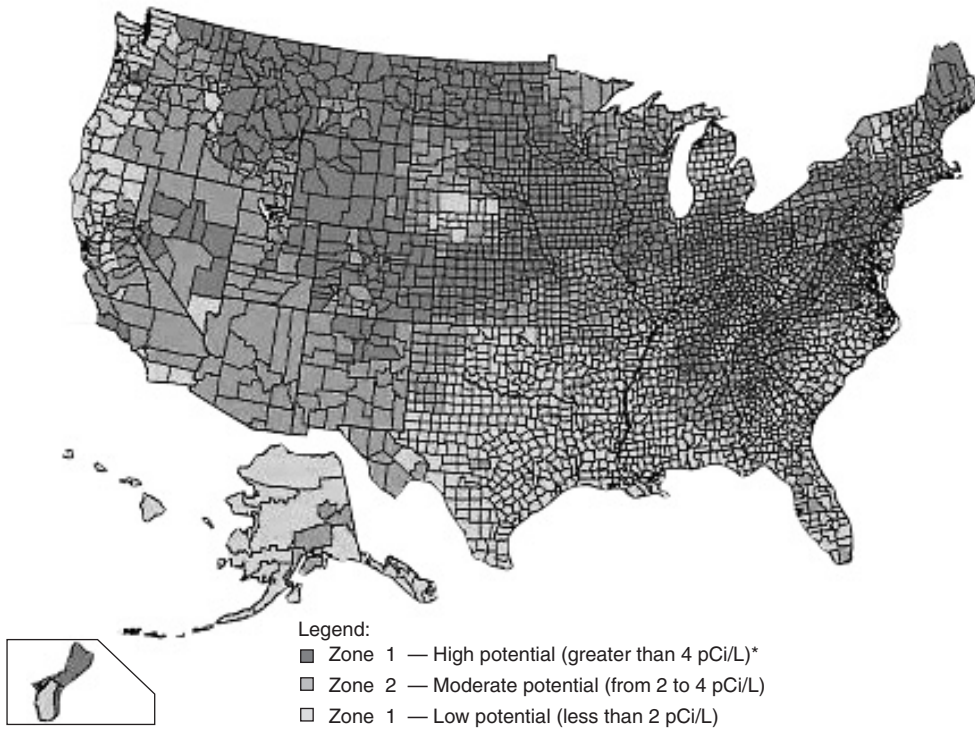 Legend:
Zone 1 — High potential (greater than 4 pCi/L)*
Zone 2 — Moderate potential (from 2 to 4 pCi/L)
Zone 1 — Low potential (less than 2 pCi/L)